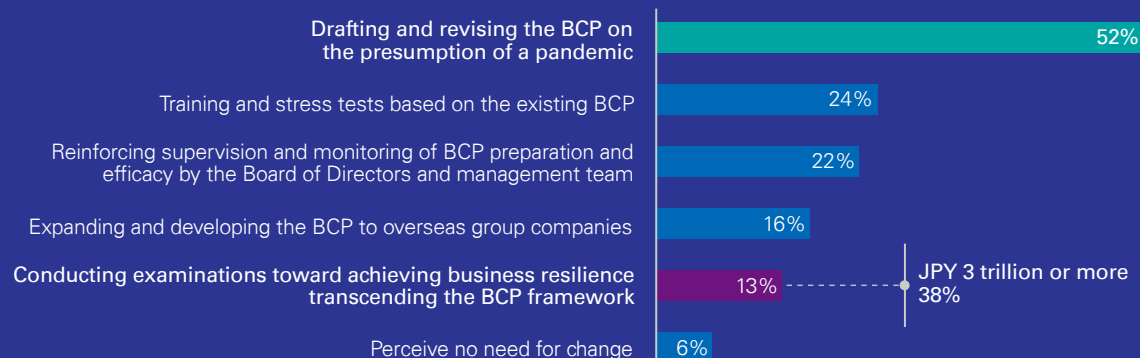 Drafting and revising the BCP on
the presumption of a pandemic
52%
Training and stress tests based on the existing BCP
24%
Reinforcing supervision and monitoring of BCP preparation and
efficacy by the Board of Directors and management team
22%
Expanding and developing the BCP to overseas group companies
16%
Conducting examinations toward achieving business resilience
transcending the BCP framework
13%
JPY 3 trillion or more
38%
Perceive no need for change
6%